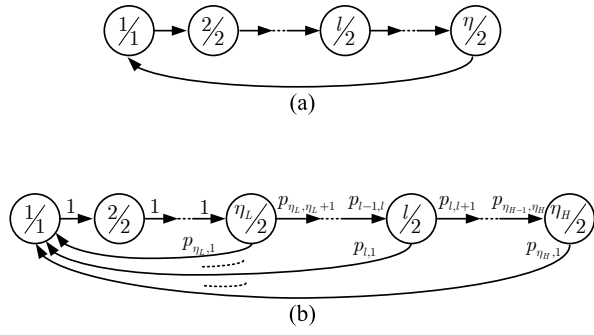 1/1 2/2 l/2 η/2
(a)
1 1 1 p_{η_L,η_L+1} p_{l-1,l} p_{l,l+1} p_{η_{H-1},η_H}
1/1 2/2 η_L/2 l/2 η_H/2
p_{η_L,1} p_{l,1} p_{η_H,1}
(b)